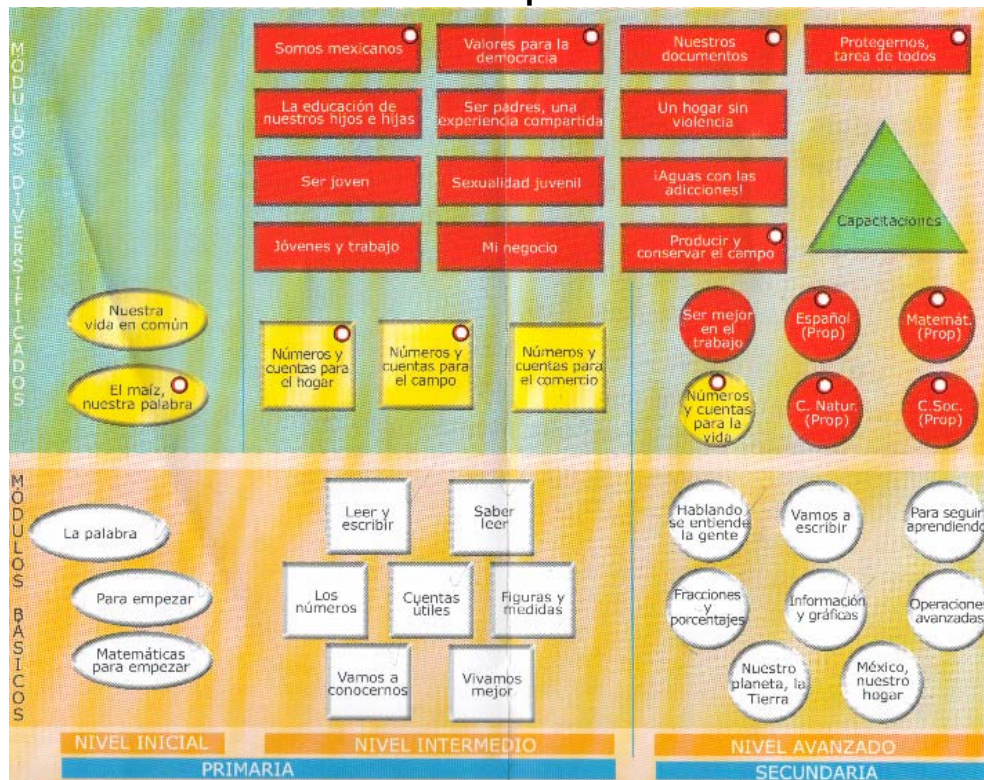 MÓDULOS DIVERSIFICADOS
Somos mexicanos
Valores para la
democracia
Nuestros
documentos
Protegernos,
tarea de todos
La educación de
nuestros hijos e hijas
Ser padres, una
experiencia compartida
Un hogar sin
violencia
Ser joven
Sexualidad juvenil
¡Aguas con las
adicciones!
Capacitaciones
Jóvenes y trabajo
Mi negocio
Producir y
conservar el campo
Nuestra
vida en común
El maíz,
nuestra palabra
Números y
cuentas para
el hogar
Números y
cuentas para
el campo
Números y
cuentas para
el comercio
Ser mejor
en el
trabajo
Español
(Prop)
Matemát.
(Prop)
Números
y cuentas
para la
vida
C. Natur.
(Prop)
C.Soc.
(Prop)
MÓDULOS BÁSICOS
La palabra
Para empezar
Matemáticas
para empezar
Leer y
escribir
Saber
leer
Los
números
Cuentas
útiles
Figuras y
medidas
Vamos a
conocernos
Vivamos
mejor
Hablando
se entiende
la gente
Vamos a
escribir
Para seguir
aprendiendo
Fracciones
y
porcentajes
Información
y gráficas
Operaciones
avanzadas
Nuestro
planeta, la
Tierra
México,
nuestro
hogar
NIVEL INICIAL
NIVEL INTERMEDIO
NIVEL AVANZADO
PRIMARIA
SECUNDARIA